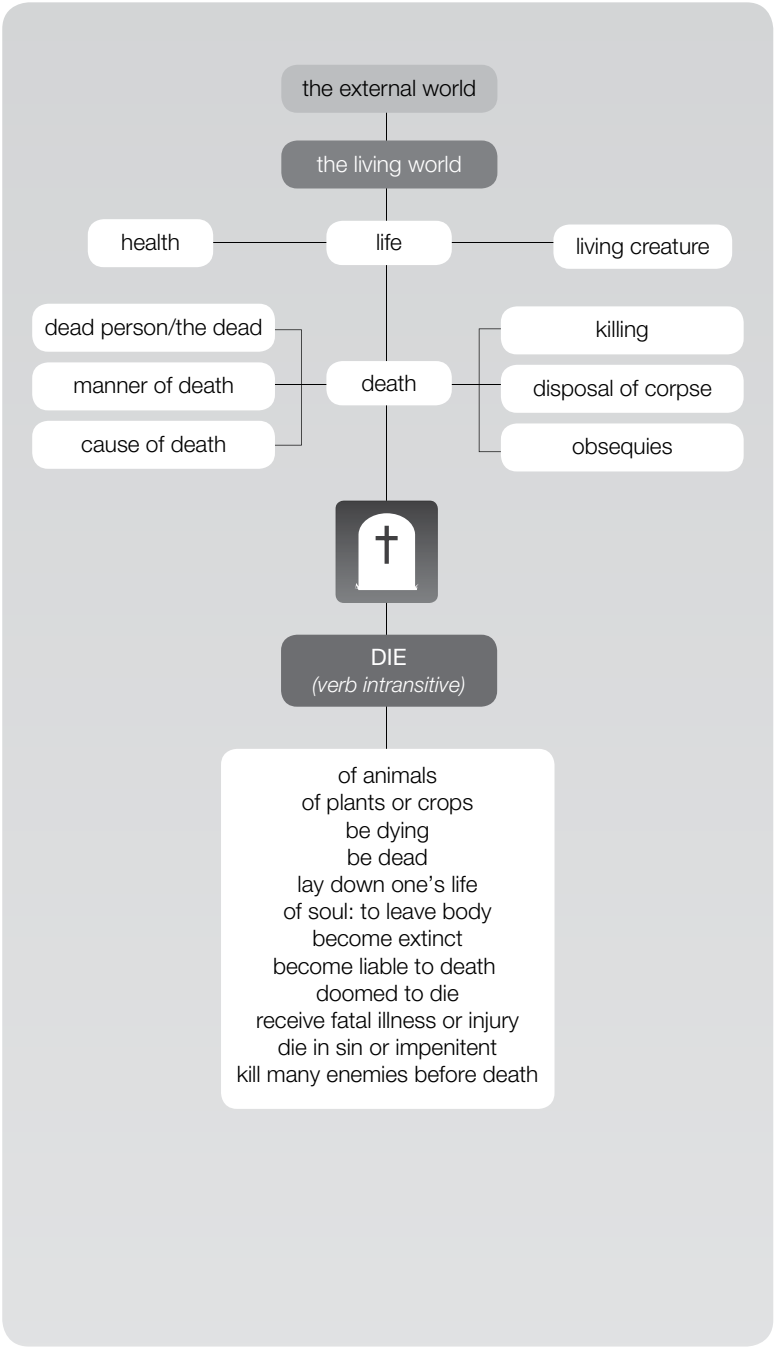 the external world
the living world
health
life
living creature
dead person/the dead
manner of death
cause of death
death
killing
disposal of corpse
obsequies
DIE
(verb intransitive)
of animals
of plants or crops
be dying
be dead
lay down one’s life
of soul: to leave body
become extinct
become liable to death
doomed to die
receive fatal illness or injury
die in sin or impenitent
kill many enemies before death